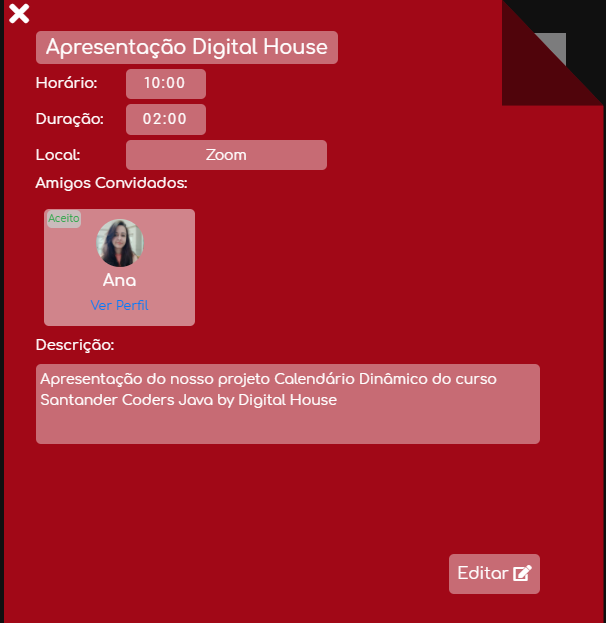 Apresentação Digital House
Horário: 10:00
Duração: 02:00
Local: Zoom
Amigos Convidados:
Aceito
Ana
Ver Perfil
Descrição:
Apresentação do nosso projeto Calendário Dinâmico do curso
Santander Coders Java by Digital House
Editar